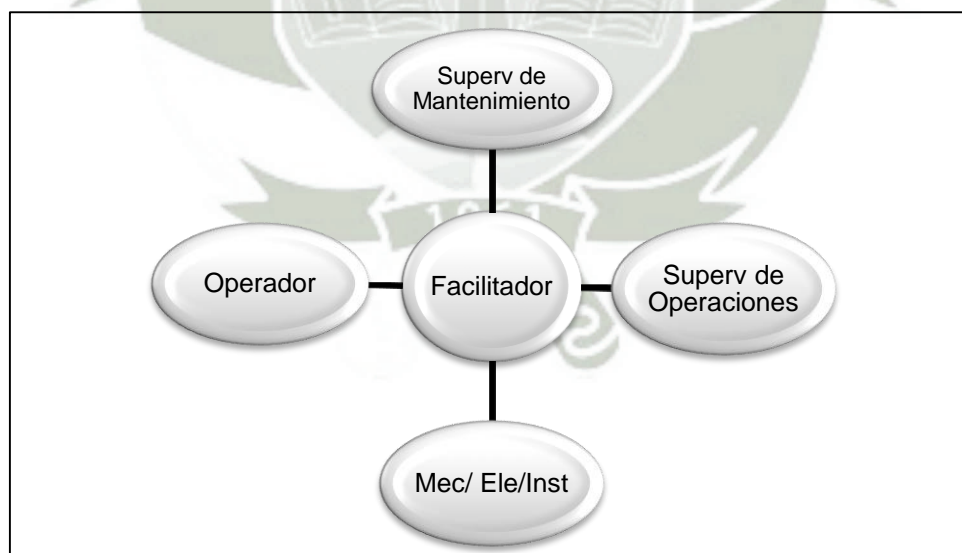 Superv de
Mantenimiento
Operador
Facilitador
Superv de
Operaciones
Mec/ Ele/Inst